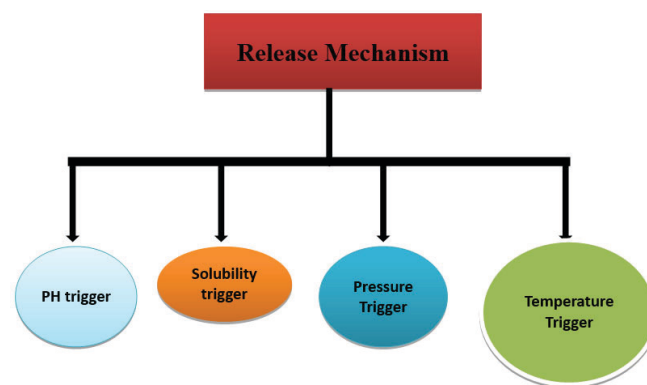 Release Mechanism
PH trigger
Solubility
trigger
Pressure
Trigger
Temperature
Trigger